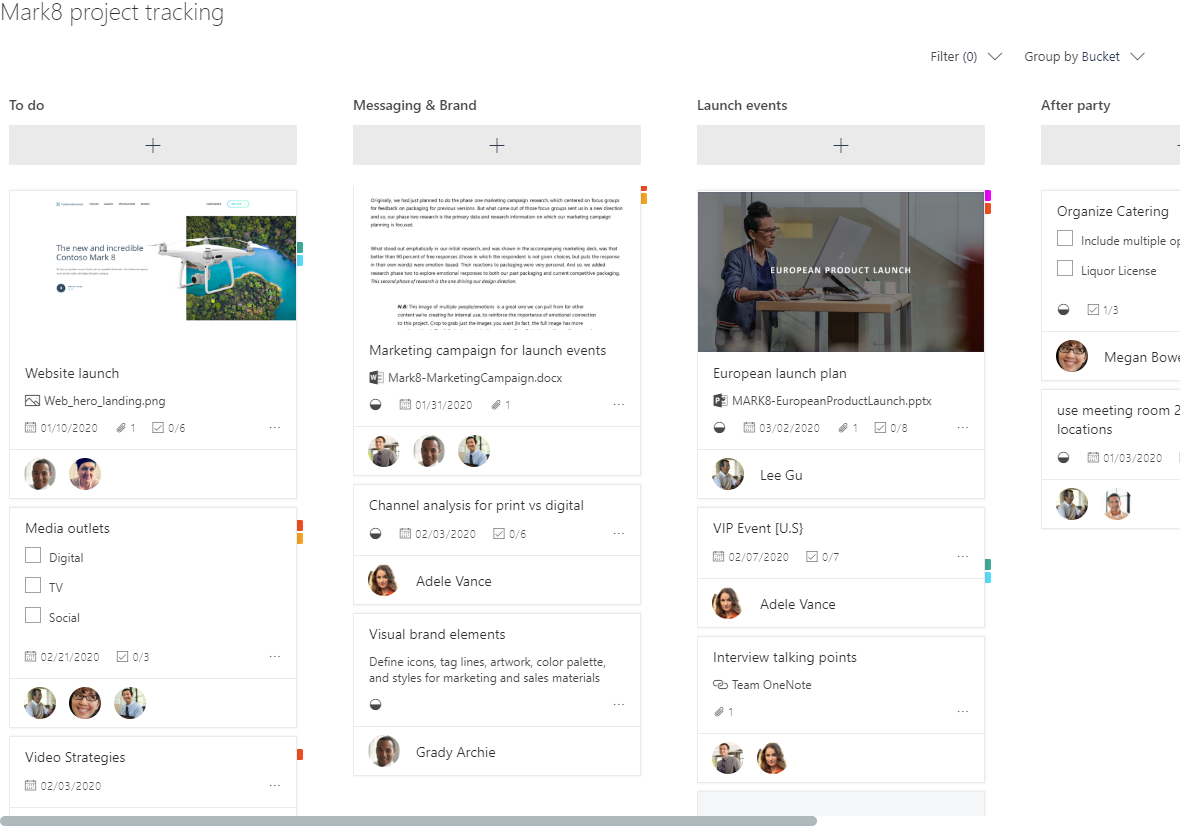 Mark8 project tracking
Filter (0)
Group by Bucket
To do
The new and incredible
Contoso Mark 8
Website launch
Web_hero_landing.png
01/10/2020 1 0/6
...
Media outlets
Digital
TV
Social
02/21/2020 0/3
...
Video Strategies
02/03/2020
...
Messaging & Brand
Originally, we had just planned to do the phase one marketing campaign research, which centered on focus groups
for feedback on packaging for previous versions. But what came out of those focus groups sent us in a new direction
and so, our phase two research is the primary data and research information on which our marketing campaign
planning is focused.
What stood out emphatically in our initial research, and was shown in the accompanying marketing deck, was that
better than 90 percent of free responses (those in which the respondent is not given choices, but puts the response
in their own words) were emotion-based. Their reactions to packaging were very personal. And so, we added
research phase two to explore emotional responses to both our past packaging and current competitive packaging.
This second phase of research is the one driving our design direction.
N.B: This image of multiple people/emotions is a great one we can pull from for other
content we're creating for internal use, to reinforce the importance of emotional connection
to this project. Crop to grab just the images you want (in fact, the full image has more
Marketing campaign for launch events
Mark8-MarketingCampaign.docx
01/31/2020 1
...
Channel analysis for print vs digital
02/03/2020 0/6
...
Adele Vance
Visual brand elements
Define icons, tag lines, artwork, color palette,
and styles for marketing and sales materials
...
Grady Archie
Launch events
EUROPEAN PRODUCT LAUNCH
European launch plan
MARK8-EuropeanProductLaunch.pptx
03/02/2020 1 0/8
...
Lee Gu
VIP Event [U.S}
02/07/2020 0/7
...
Adele Vance
Interview talking points
Team OneNote
1
...
After party
Organize Catering
Include multiple op
Liquor License
1/3
Megan Bowe
use meeting room 2
locations
01/03/2020